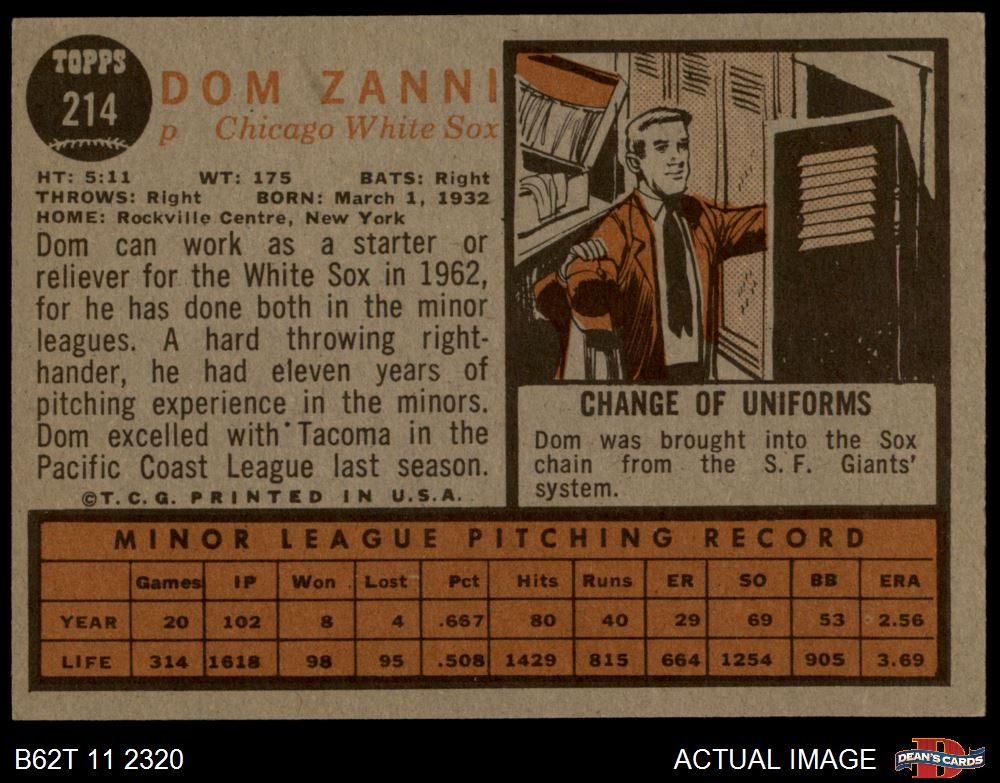 TOPPS
214
DOM ZANNI
p Chicago White Sox
HT: 5:11 WT: 175 BATS: Right
THROWS: Right BORN: March 1, 1932
HOME: Rockville Centre, New York
Dom can work as a starter or
reliever for the White Sox in 1962,
for he has done both in the minor
leagues. A hard throwing right-
hander, he had eleven years of
pitching experience in the minors.
Dom excelled with Tacoma in the
Pacific Coast League last season.
©T.C.G. PRINTED IN U.S.A.
CHANGE OF UNIFORMS
Dom was brought into the Sox
chain from the S.F. Giants'
system.
MINOR LEAGUE PITCHING RECORD
Games IP Won Lost Pct Hits Runs ER SO BB ERA
YEAR 20 102 8 4 .667 80 40 29 69 53 2.56
LIFE 314 1618 98 95 .508 1429 815 664 1254 905 3.69
B62T 11 2320 ACTUAL IMAGE
D
DEAN'S CARDS